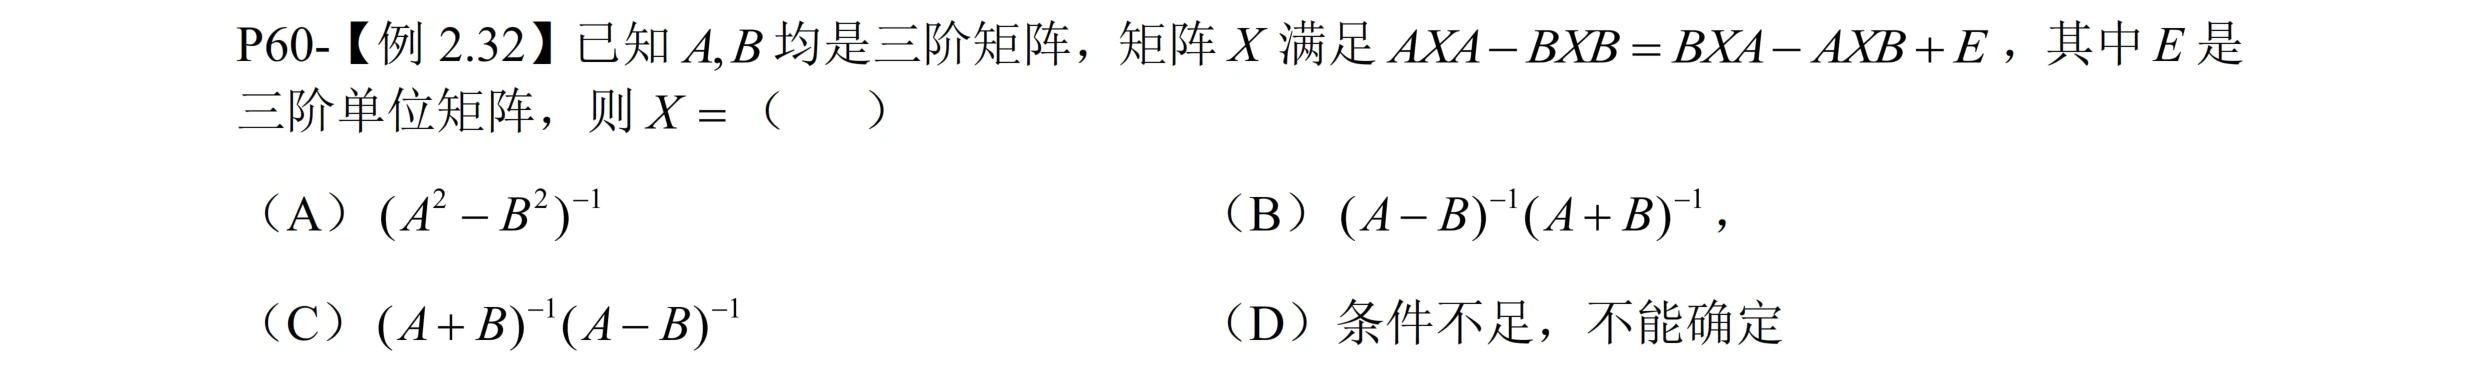 P60-【例 2.32】已知 A,B 均是三阶矩阵，矩阵 X 满足 AXA − BXB = BXA − AXB + E ，其中 E 是
三阶单位矩阵，则 X = （  ）
（A）(A² − B²)⁻¹
（B）(A − B)⁻¹(A + B)⁻¹，
（C）(A + B)⁻¹(A − B)⁻¹
（D）条件不足，不能确定